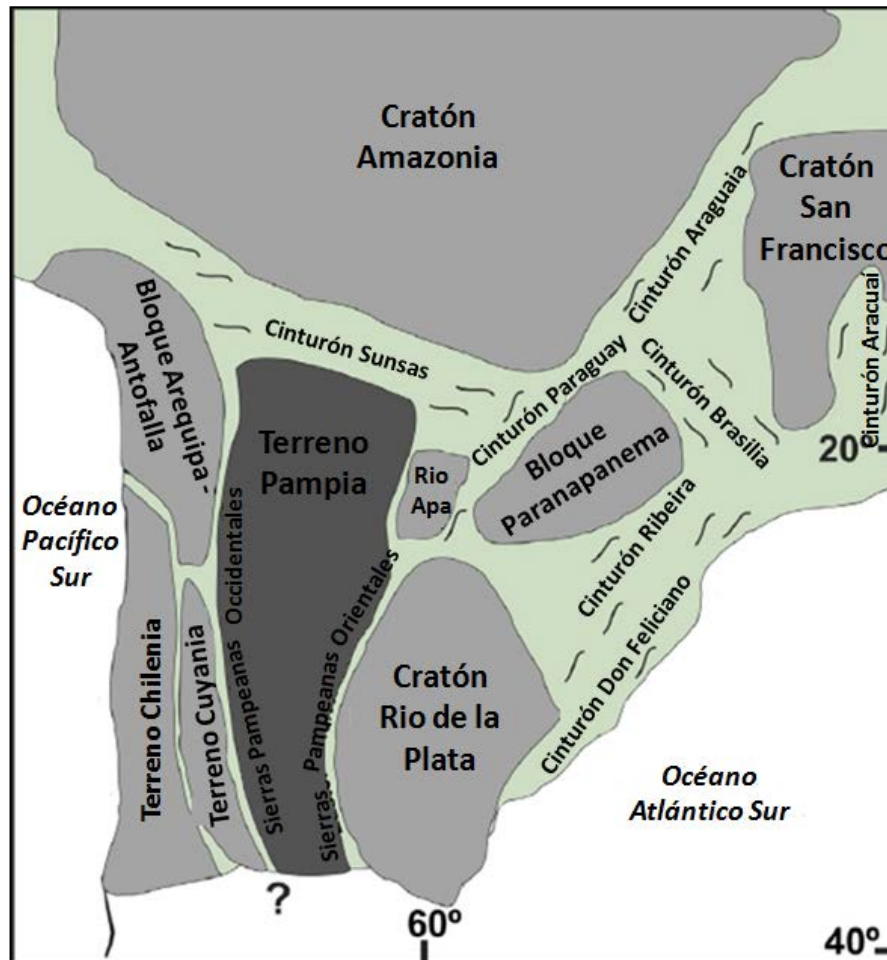 Cratón
Amazonia
Cratón
San
Francisco
Cinturón Araguaia
Cinturón Aracuaí
Bloque Arequipa -
Antofalla
Cinturón Sunsas
Cinturón Paraguay
Cinturón Brasilia
Terreno
Pampia
Rio
Apa
Bloque
Paranapanema
20º
Océano
Pacífico
Sur
Sierras Pampeanas Occidentales
Sierras Pampeanas Orientales
Cinturón Ribeira
Cinturón Don Feliciano
Terreno Chilenia
Terreno Cuyania
Cratón
Rio de la
Plata
Océano
Atlántico Sur
?
60º
40º